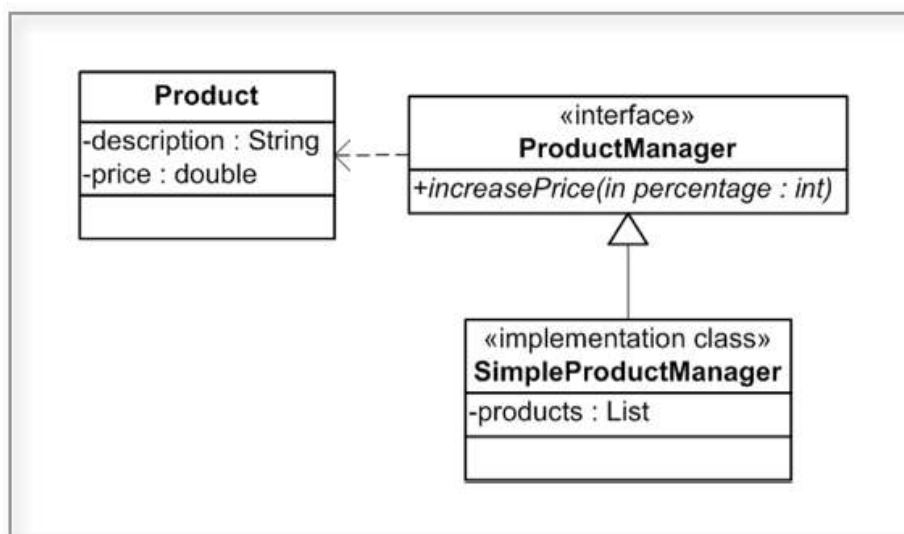 Product
-description : String
-price : double
«interface»
ProductManager
+increasePrice(in percentage : int)
«implementation class»
SimpleProductManager
-products : List